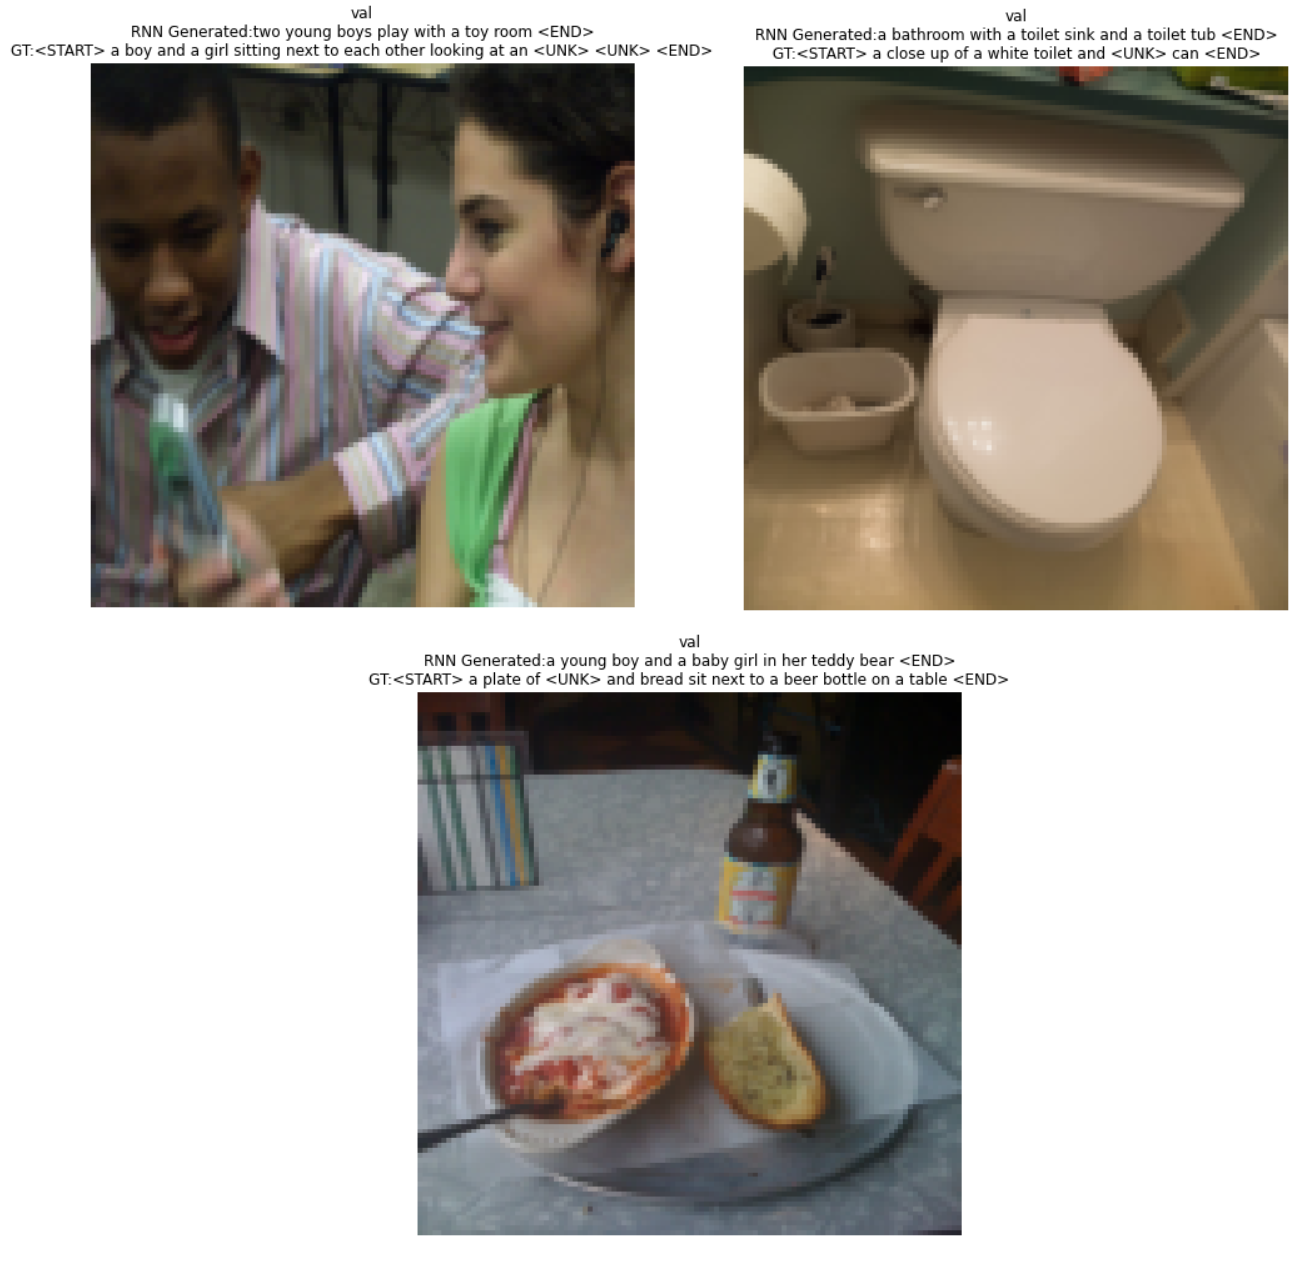 val
RNN Generated:two young boys play with a toy room <END>
GT:<START> a boy and a girl sitting next to each other looking at an <UNK> <UNK> <END>
val
RNN Generated:a bathroom with a toilet sink and a toilet tub <END>
GT:<START> a close up of a white toilet and <UNK> can <END>
val
RNN Generated:a young boy and a baby girl in her teddy bear <END>
GT:<START> a plate of <UNK> and bread sit next to a beer bottle on a table <END>